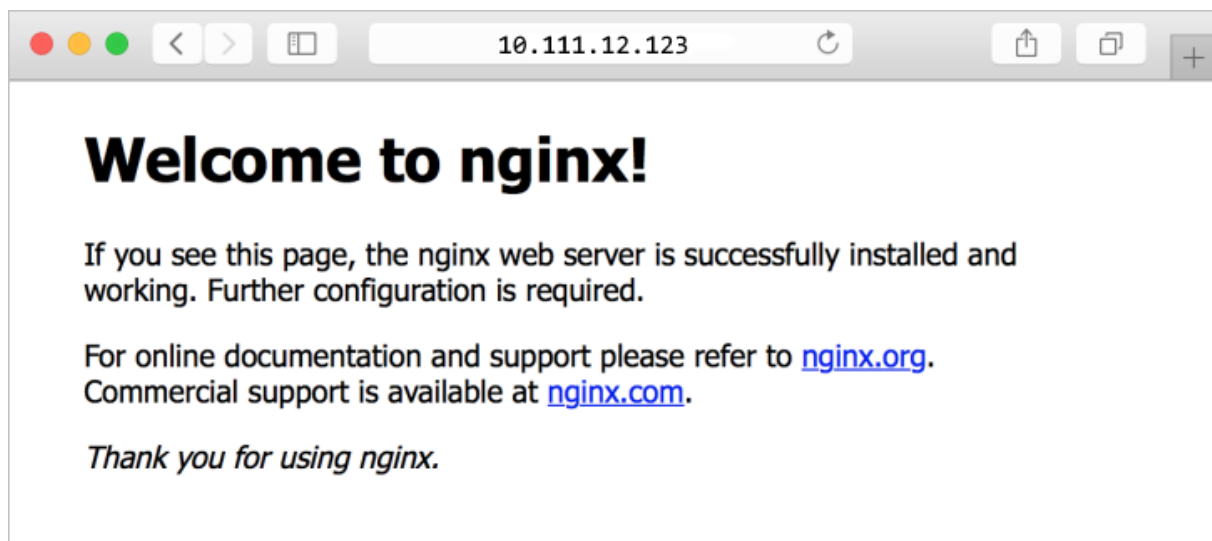 10.111.12.123
Welcome to nginx!
If you see this page, the nginx web server is successfully installed and
working. Further configuration is required.
For online documentation and support please refer to nginx.org.
Commercial support is available at nginx.com.
Thank you for using nginx.